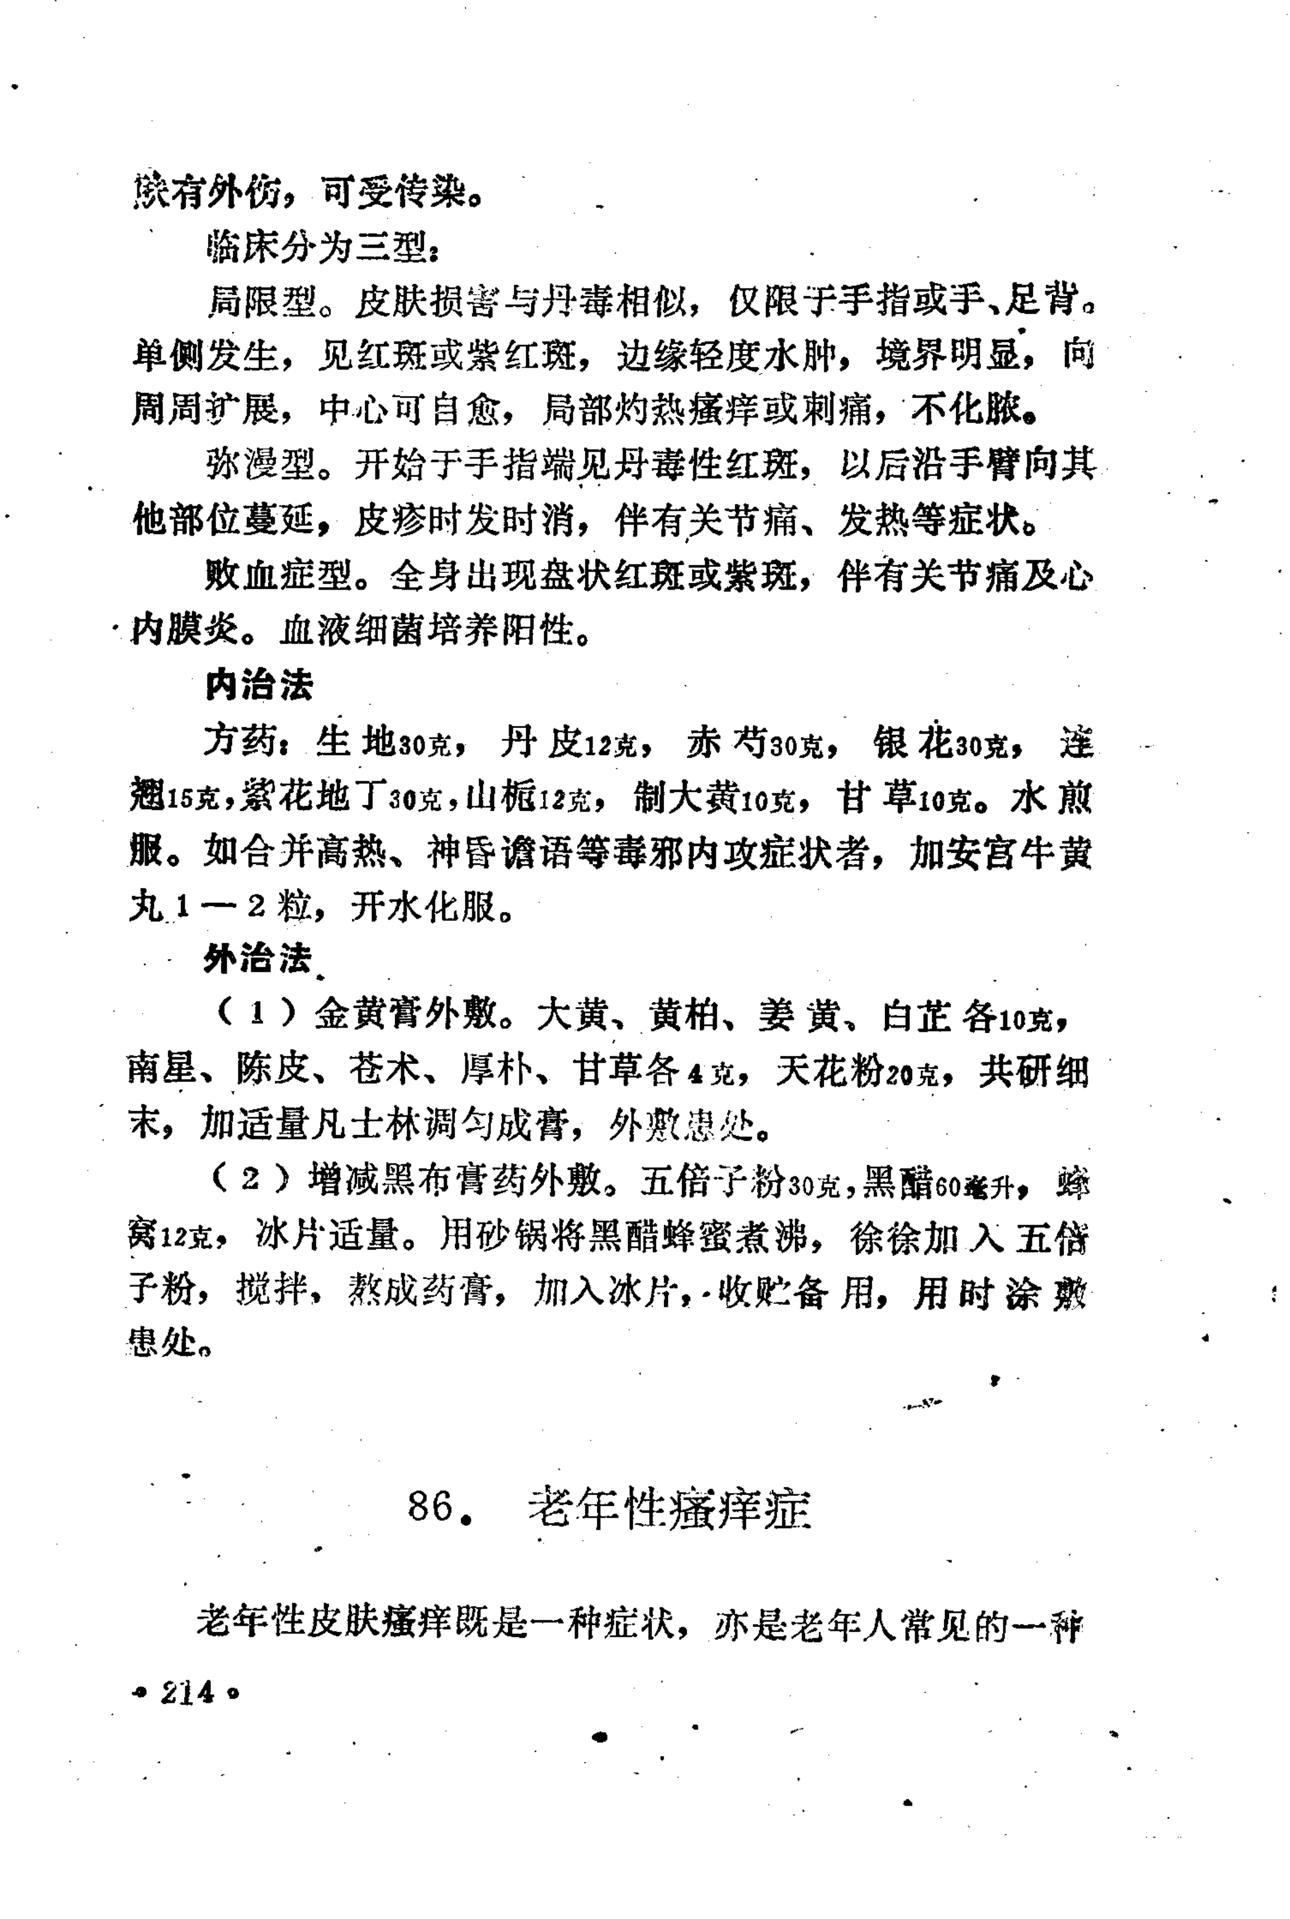 肤有外伤，可受传染。
临床分为三型：
局限型。皮肤损害与丹毒相似，仅限于手指或手、足背。
单侧发生，见红斑或紫红斑，边缘轻度水肿，境界明显，向
周周扩展，中心可自愈，局部灼热瘙痒或刺痛，不化脓。
弥漫型。开始于手指端见丹毒性红斑，以后沿手臂向其
他部位蔓延，皮疹时发时消，伴有关节痛、发热等症状。
败血症型。全身出现盘状红斑或紫斑，伴有关节痛及心
内膜炎。血液细菌培养阳性。
内治法
方药：生地30克，丹皮12克，赤芍30克，银花30克，连
翘15克，紫花地丁30克，山栀12克，制大黄10克，甘草10克。水煎
服。如合并高热、神昏谵语等毒邪内攻症状者，加安宫牛黄
丸1—2粒，开水化服。
外治法
（1）金黄膏外敷。大黄、黄柏、姜黄、白芷各10克，
南星、陈皮、苍术、厚朴、甘草各4克，天花粉20克，共研细
末，加适量凡士林调匀成膏，外敷患处。
（2）增减黑布膏药外敷。五倍子粉30克，黑醋60毫升，蜂
窝12克，冰片适量。用砂锅将黑醋蜂蜜煮沸，徐徐加入五倍
子粉，搅拌，熬成药膏，加入冰片，收贮备用，用时涂敷
患处。
86． 老年性瘙痒症
老年性皮肤瘙痒既是一种症状，亦是老年人常见的一种
•214•